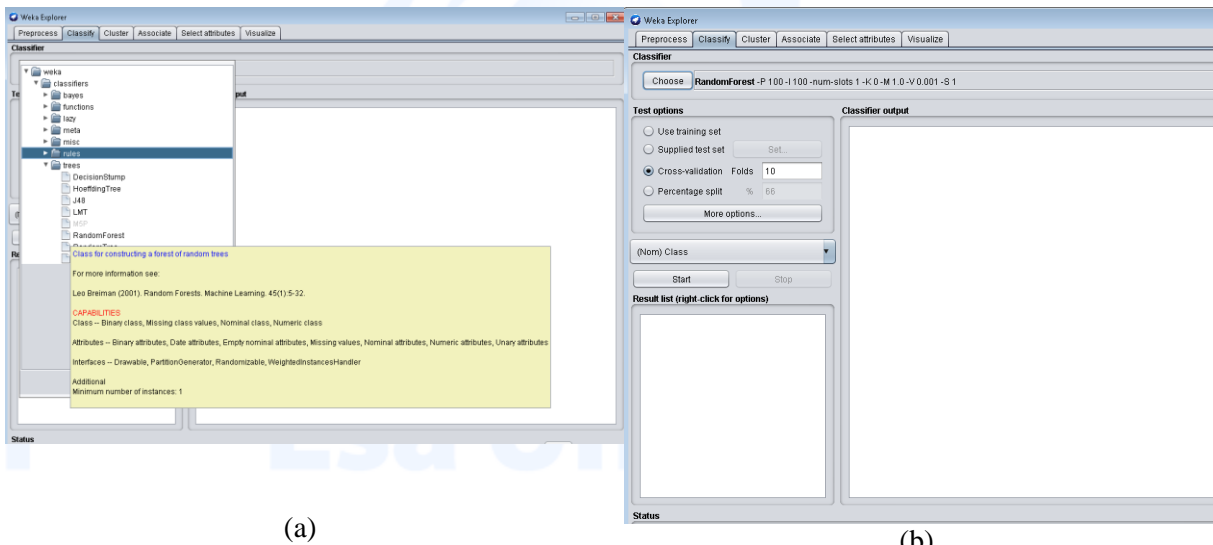 Weka Explorer
Preprocess Classify Cluster Associate Select attributes Visualize
Classifier
weka
classifiers
bayes
functions
lazy
meta
misc
rules
trees
DecisionStump
HoeffdingTree
J48
LMT
M5P
RandomForest
RandomTree
Class for constructing a forest of random trees
For more information see:
Leo Breiman (2001). Random Forests. Machine Learning. 45(1):5-32.
CAPABILITIES
Class -- Binary class, Missing class values, Nominal class, Numeric class
Attributes -- Binary attributes, Date attributes, Empty nominal attributes, Missing values, Nominal attributes, Numeric attributes, Unary attributes
Interfaces -- Drawable, PartitionGenerator, Randomizable, WeightedInstancesHandler
Additional
Minimum number of instances: 1
Status
(a)
Weka Explorer
Preprocess Classify Cluster Associate Select attributes Visualize
Classifier
Choose RandomForest -P 100 -I 100 -num-slots 1 -K 0 -M 1.0 -V 0.001 -S 1
Test options Classifier output
Use training set
Supplied test set Set...
Cross-validation Folds 10
Percentage split % 66
More options...
(Nom) Class
Start Stop
Result list (right-click for options)
Status
(b)